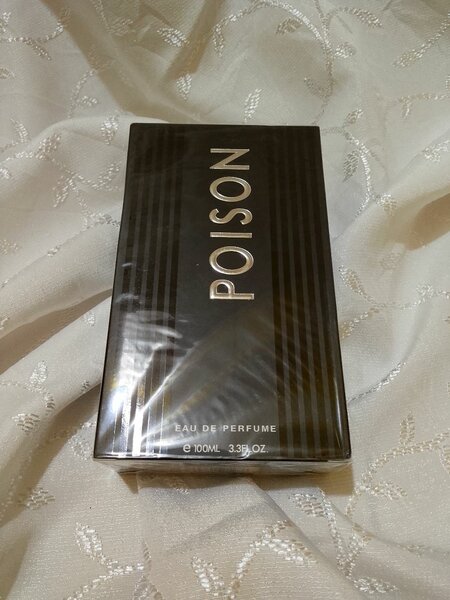 POISON
EAU DE PERFUME
℮ 100ML 3.3FL.OZ.